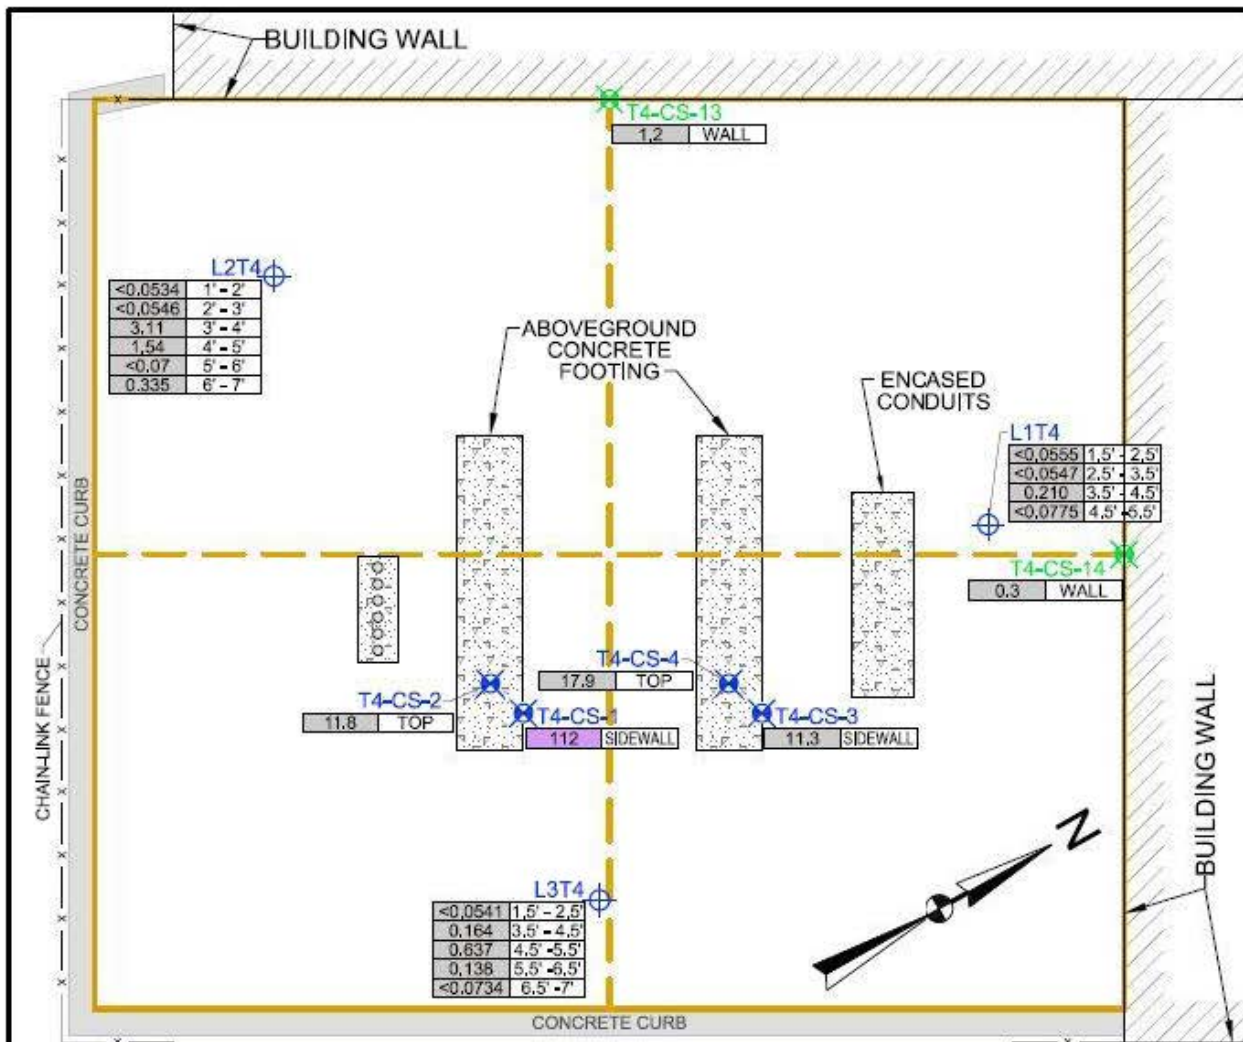 BUILDING WALL
T4-CS-13
1.2 WALL
L2T4
<0.0534 1' - 2'
<0.0546 2' - 3'
3.11 3' - 4'
1.54 4' - 5'
<0.07 5' - 6'
0.335 6' - 7'
ABOVEGROUND
CONCRETE
FOOTING
ENCASED
CONDUITS
L1T4
<0.0555 1.5' - 2.5'
<0.0547 2.5' - 3.5'
0.210 3.5' - 4.5'
<0.0775 4.5' -5.5'
CONCRETE CURB
T4-CS-14
0.3 WALL
CHAIN-LINK FENCE
T4-CS-4
17.9 TOP
T4-CS-2
11.8 TOP
T4-CS-1
112 SIDEWALL
T4-CS-3
11.3 SIDEWALL
BUILDING WALL
N
L3T4
<0.0541 1.5' - 2.5'
0.164 3.5' - 4.5'
0.637 4.5' -5.5'
0.138 5.5' -6.5'
<0.0734 6.5' -7'
CONCRETE CURB